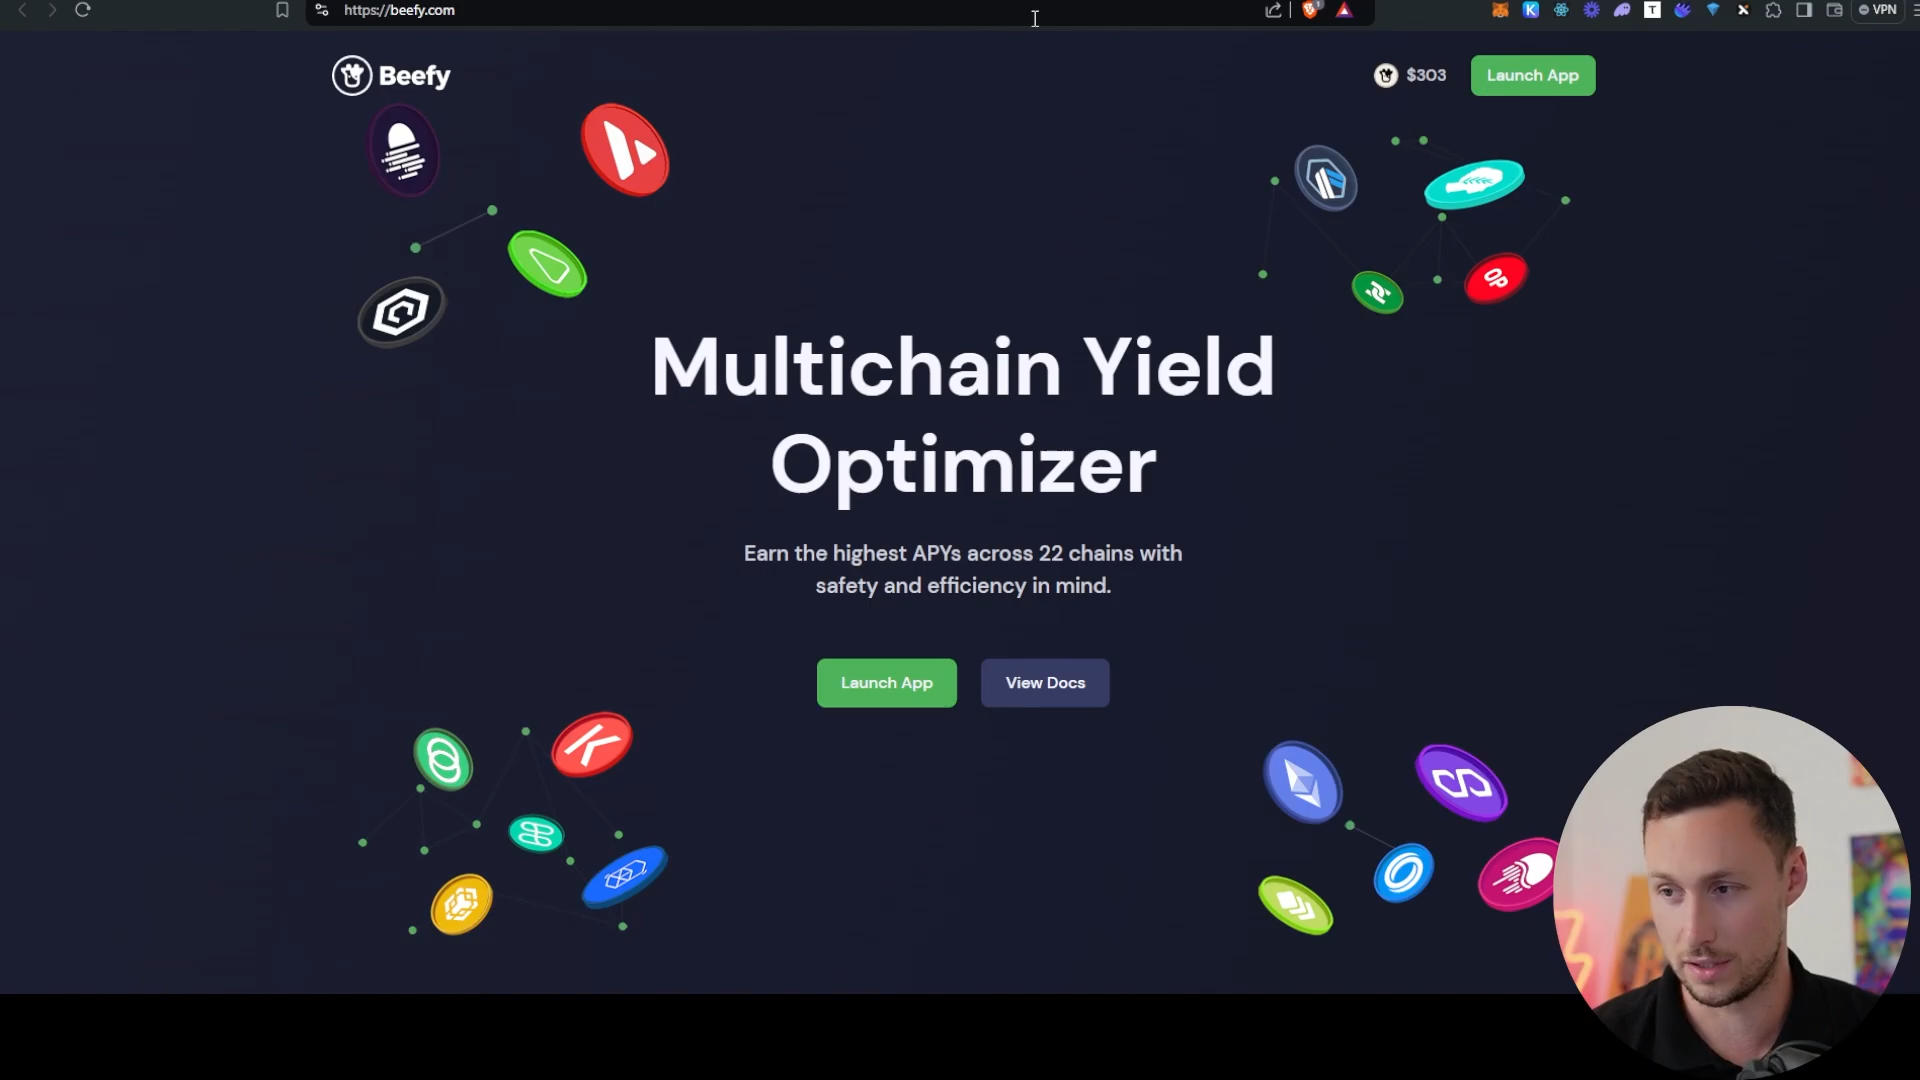 https://beefy.com
VPN
Beefy
$303
Launch App
Multichain Yield
Optimizer
Earn the highest APYs across 22 chains with
safety and efficiency in mind.
Launch App
View Docs
OP